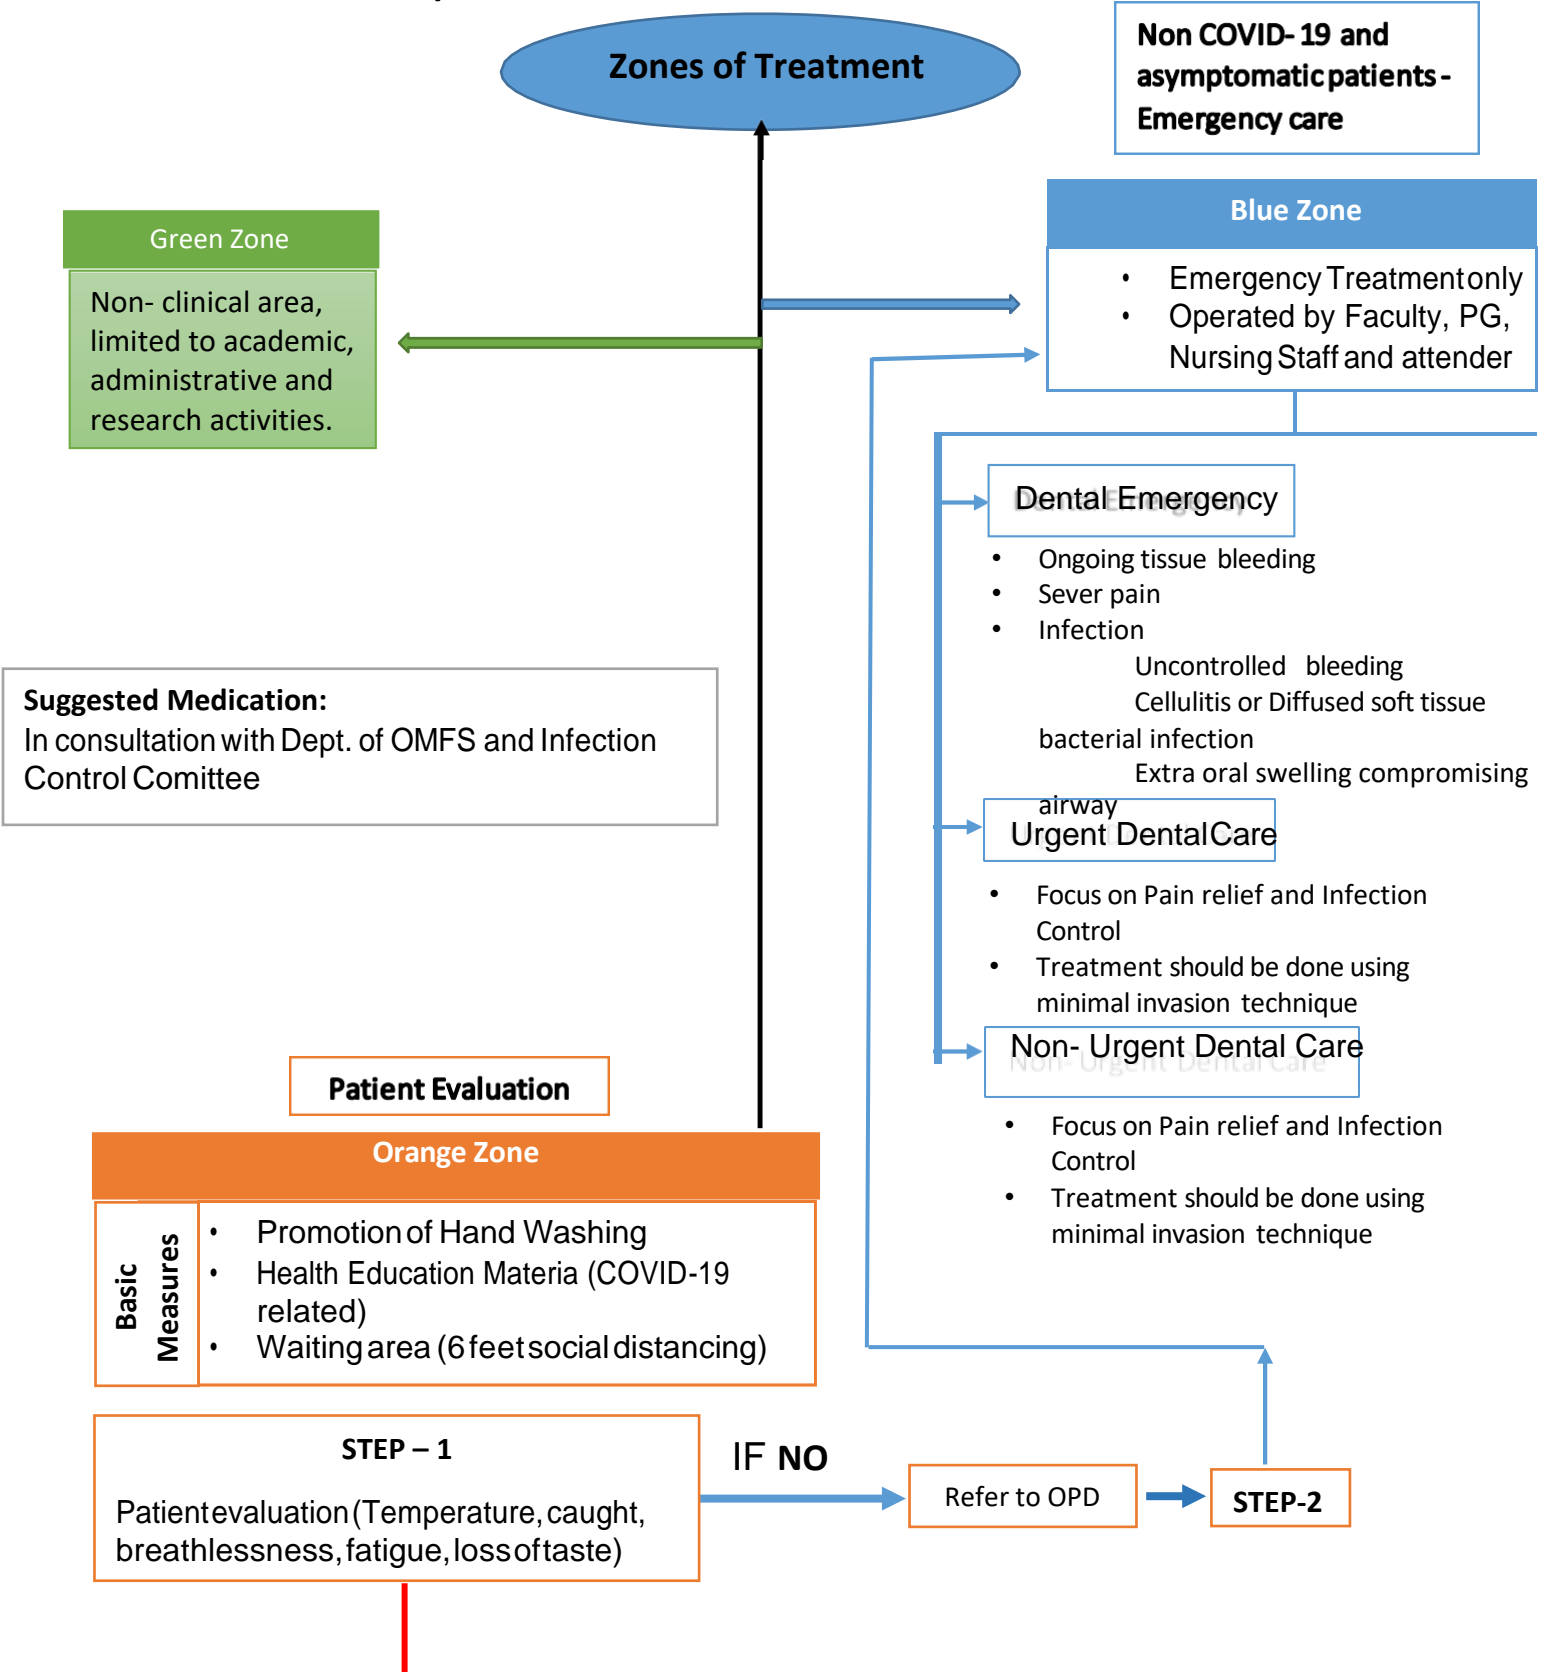 Zones of Treatment
Non COVID- 19 and
asymptomatic patients -
Emergency care
Green Zone
Non- clinical area,
limited to academic,
administrative and
research activities.
Blue Zone
• Emergency Treatment only
• Operated by Faculty, PG,
Nursing Staff and attender
Dental Emergency
• Ongoing tissue bleeding
• Sever pain
• Infection
Uncontrolled bleeding
Cellulitis or Diffused soft tissue
bacterial infection
Extra oral swelling compromising
airway
Suggested Medication:
In consultation with Dept. of OMFS and Infection
Control Comittee
Urgent Dental Care
• Focus on Pain relief and Infection
Control
• Treatment should be done using
minimal invasion technique
Non- Urgent Dental Care
• Focus on Pain relief and Infection
Control
• Treatment should be done using
minimal invasion technique
Patient Evaluation
Orange Zone
Basic
Measures
• Promotion of Hand Washing
• Health Education Materia (COVID-19
related)
• Waiting area (6 feet social distancing)
STEP – 1
Patient evaluation (Temperature, caught,
breathlessness, fatigue, loss of taste)
IF NO
Refer to OPD
STEP-2